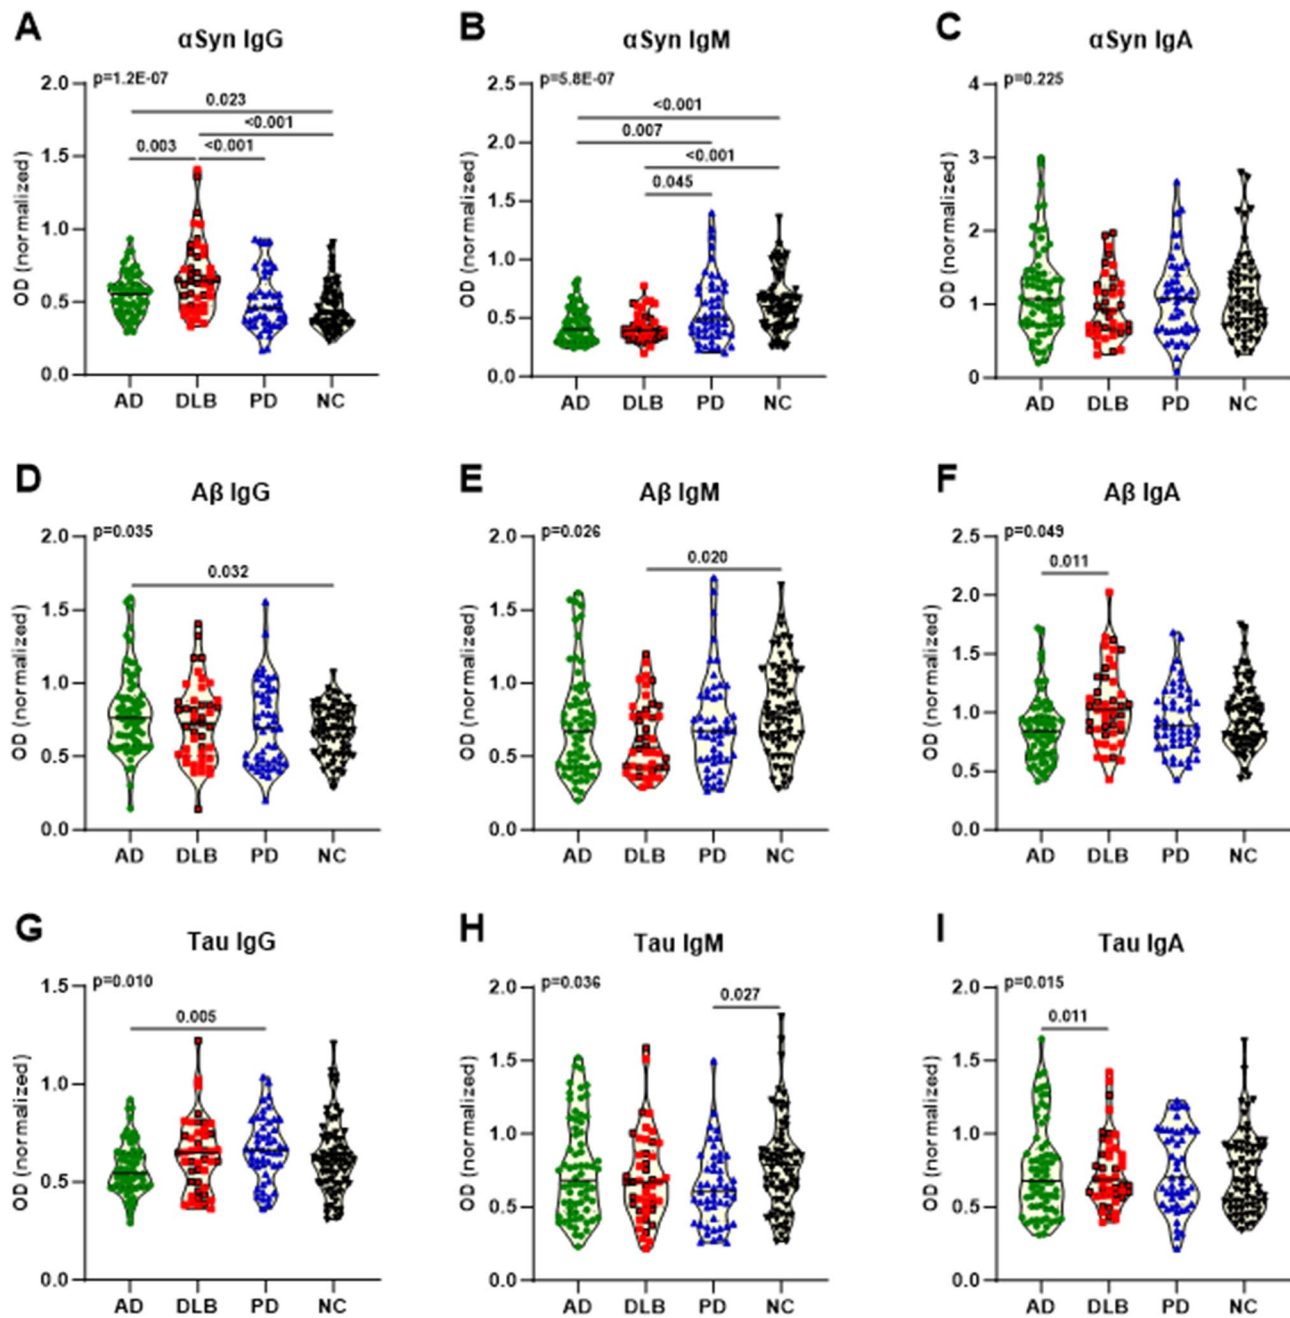 A
αSyn IgG
p=1.2E-07
0.023
<0.001
0.003
<0.001
OD (normalized)
2.0
1.5
1.0
0.5
0.0
AD DLB PD NC
B
αSyn IgM
p=5.8E-07
<0.001
0.007
<0.001
0.045
OD (normalized)
2.5
2.0
1.5
1.0
0.5
0.0
AD DLB PD NC
C
αSyn IgA
p=0.225
OD (normalized)
4
3
2
1
0
AD DLB PD NC
D
Aβ IgG
p=0.035
0.032
OD (normalized)
2.0
1.5
1.0
0.5
0.0
AD DLB PD NC
E
Aβ IgM
p=0.026
0.020
OD (normalized)
2.0
1.5
1.0
0.5
0.0
AD DLB PD NC
F
Aβ IgA
p=0.049
0.011
OD (normalized)
2.5
2.0
1.5
1.0
0.5
0.0
AD DLB PD NC
G
Tau IgG
p=0.010
0.005
OD (normalized)
1.5
1.0
0.5
0.0
AD DLB PD NC
H
Tau IgM
p=0.036
0.027
OD (normalized)
2.0
1.5
1.0
0.5
0.0
AD DLB PD NC
I
Tau IgA
p=0.015
0.011
OD (normalized)
2.0
1.5
1.0
0.5
0.0
AD DLB PD NC